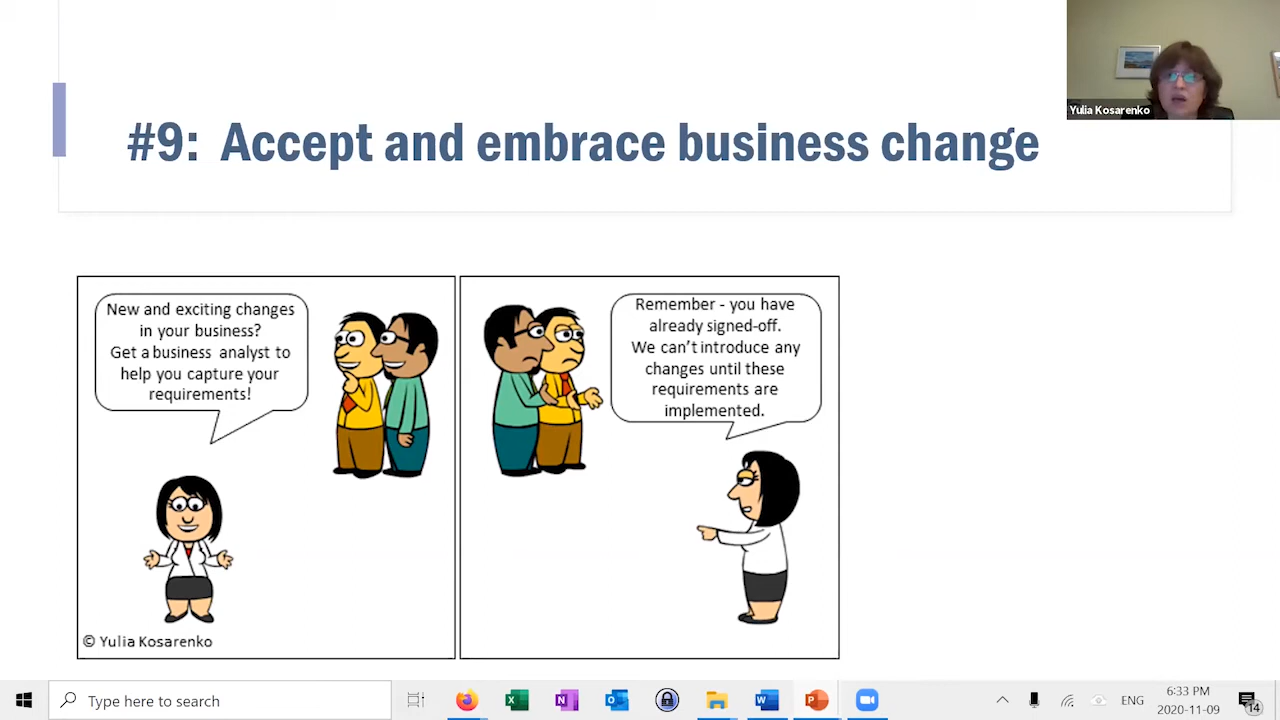 Yulia Kosarenko
#9: Accept and embrace business change
New and exciting changes
in your business?
Get a business analyst to
help you capture your
requirements!
Remember - you have
already signed-off.
We can't introduce any
changes until these
requirements are
implemented.
© Yulia Kosarenko
Type here to search
ENG
6:33 PM
2020-11-09
14